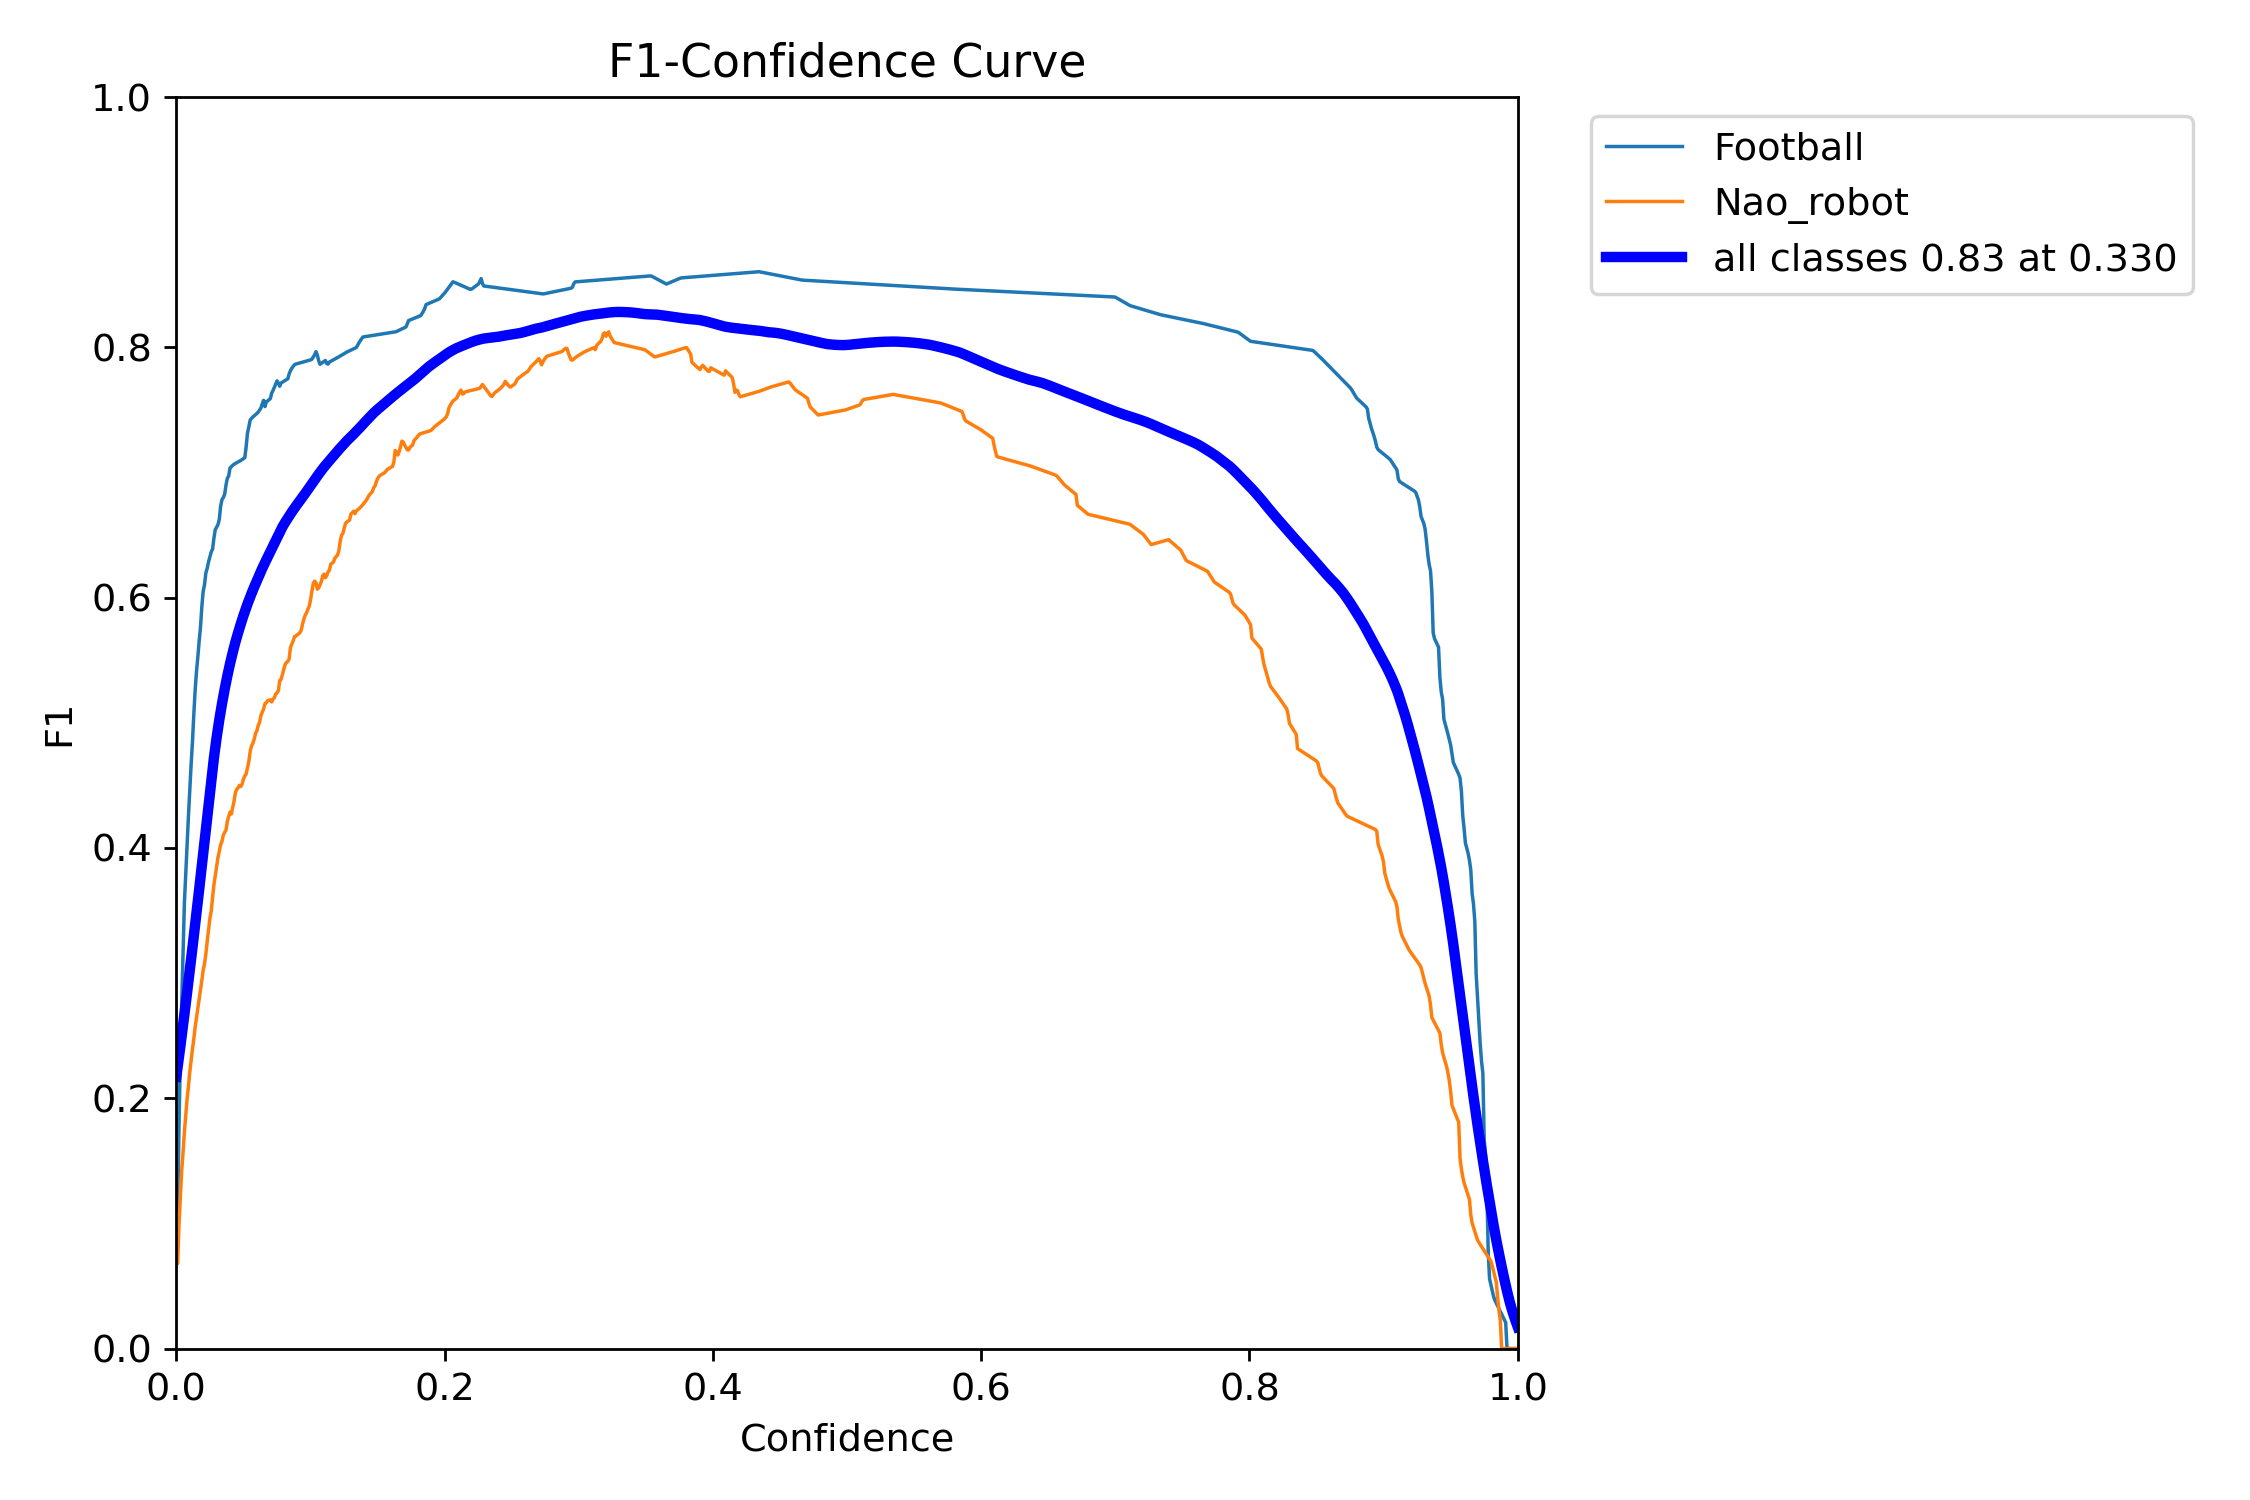 F1-Confidence Curve
1.0
0.8
0.6
0.4
0.2
0.0
F1
0.0 0.2 0.4 0.6 0.8 1.0
Confidence
Football
Nao_robot
all classes 0.83 at 0.330